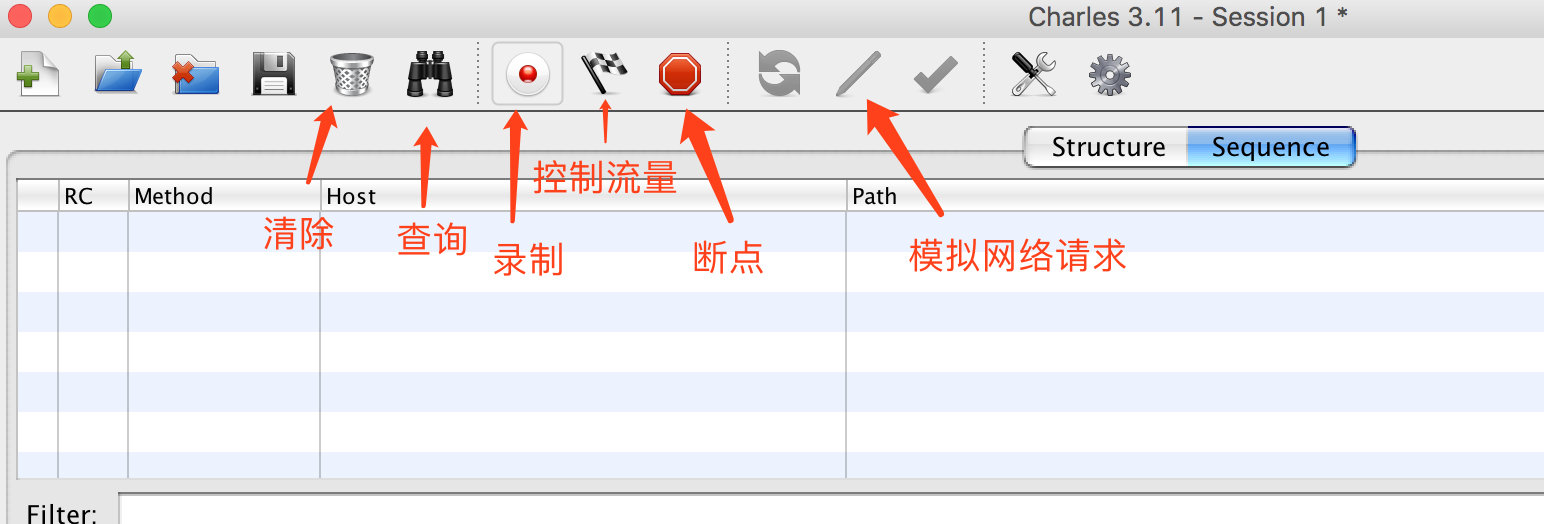 Charles 3.11 - Session 1 *
Structure
Sequence
RC
Method
Host
Path
控制流量
清除
查询
录制
断点
模拟网络请求
Filter: